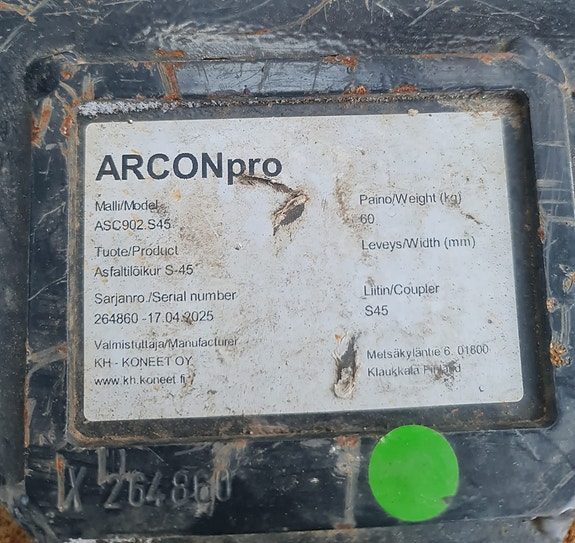 ARCONpro
Malli/Model
ASC902.S45
Tuote/Product
Asfaltilöikur S-45
Sarjanro./Serial number
264860 -17.04.2025
Valmistuttaja/Manufacturer
KH - KONEET OY
www.kh.koneet.fi
Paino/Weight (kg)
60
Leveys/Width (mm)
Liitin/Coupler
S45
Metsäkyläntie 6, 01800
Klaukkala Finland
264860